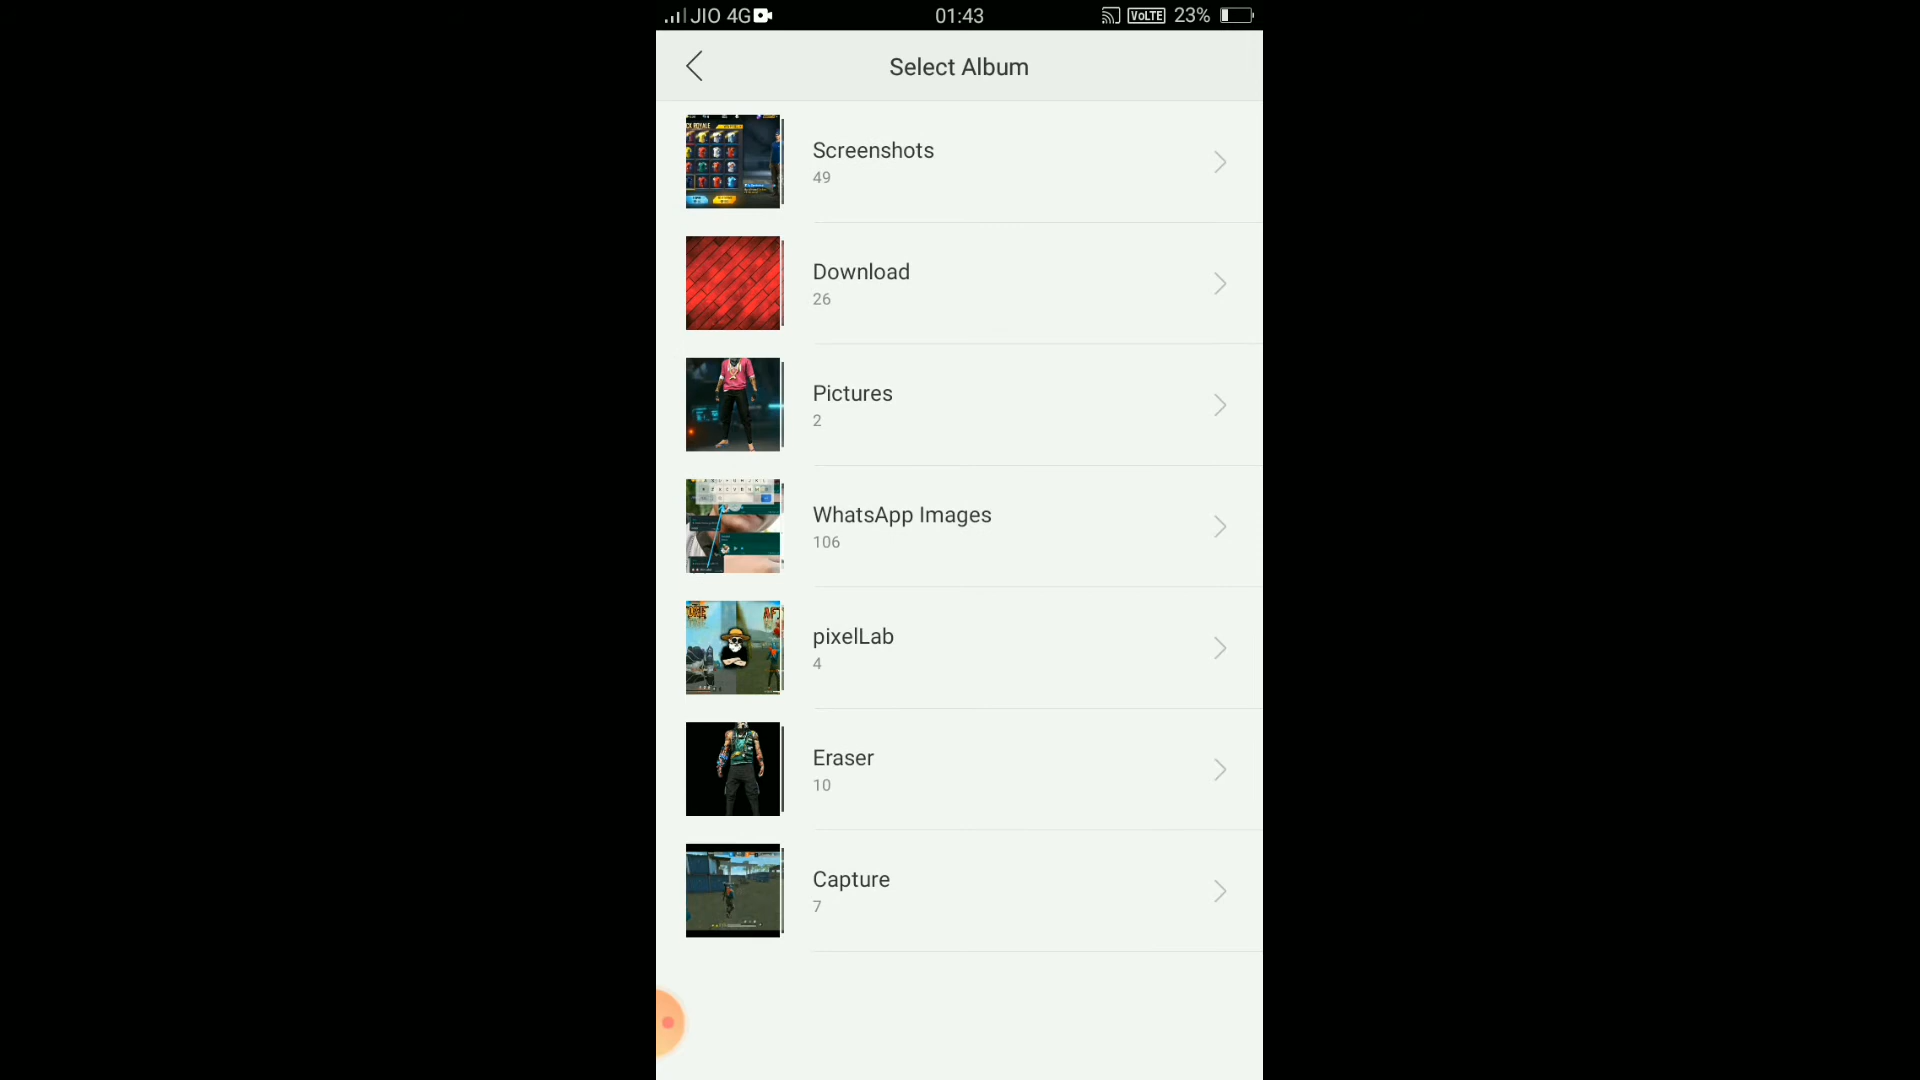 JIO 4G 01:43 VoLTE 23%
Select Album
Screenshots
49
Download
26
Pictures
2
WhatsApp Images
106
pixelLab
4
Eraser
10
Capture
7